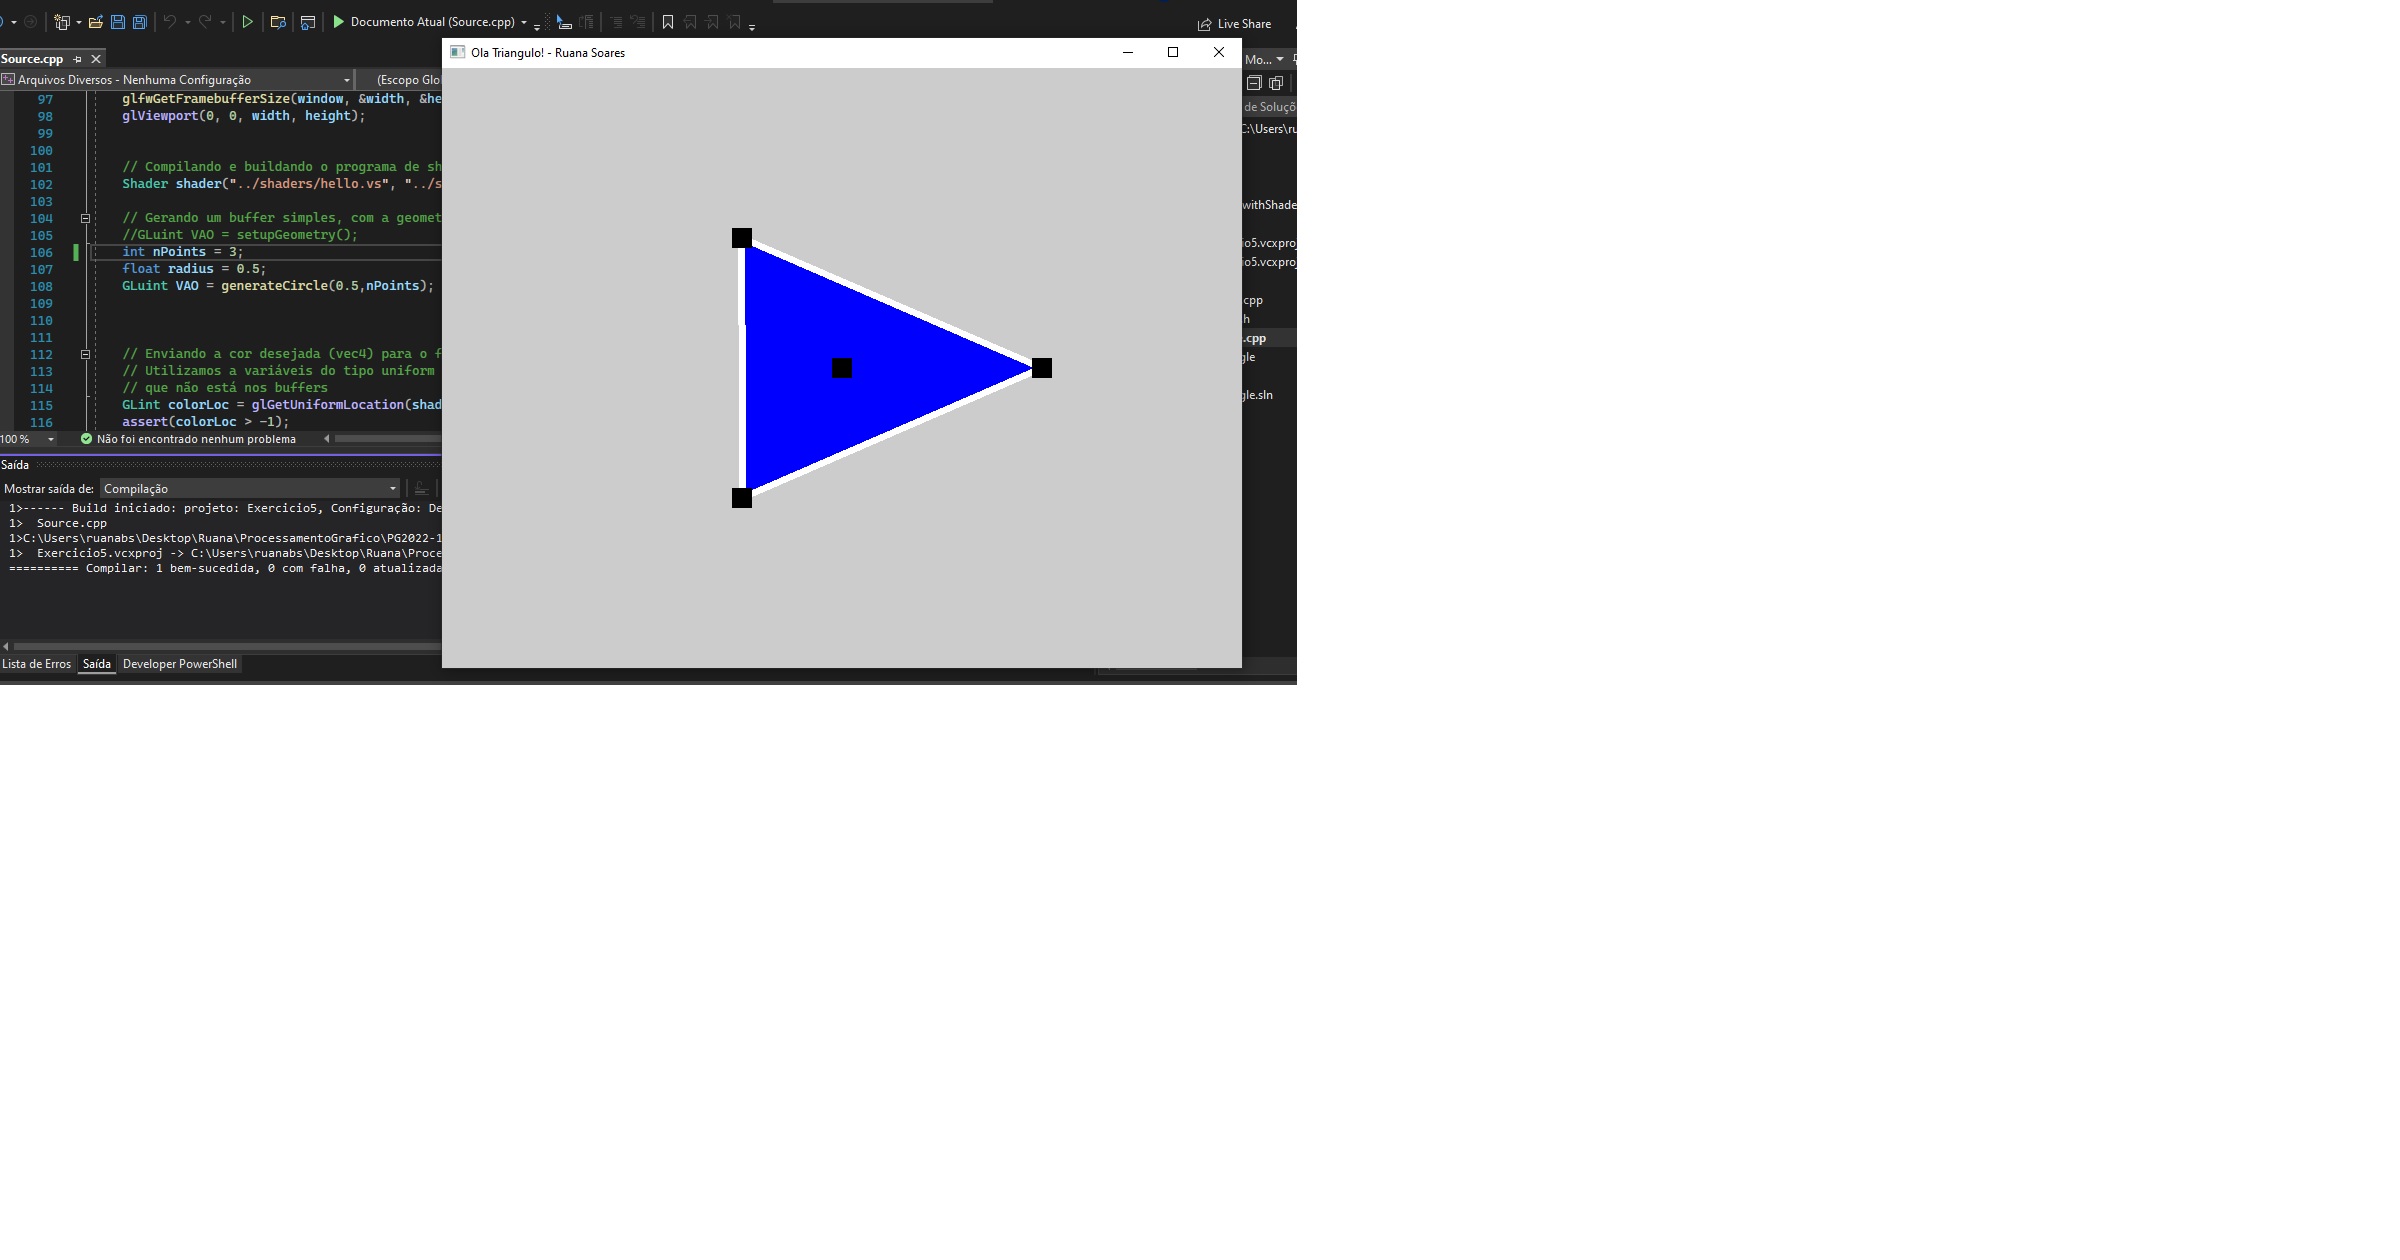 Documento Atual (Source.cpp)
Live Share
Source.cpp
Ola Triangulo! - Ruana Soares
Mo...
Arquivos Diversos - Nenhuma Configuração
(Escopo Glo
97 glfwGetFramebufferSize(window, &width, &he
98 glViewport(0, 0, width, height);
99
100
101 // Compilando e buildando o programa de sh
102 Shader shader("../shaders/hello.vs", "../s
103
104 // Gerando um buffer simples, com a geomet
105 //GLuint VAO = setupGeometry();
106 int nPoints = 3;
107 float radius = 0.5;
108 GLuint VAO = generateCircle(0.5,nPoints);
109
110
111
112 // Enviando a cor desejada (vec4) para o f
113 // Utilizamos a variáveis do tipo uniform
114 // que não está nos buffers
115 GLint colorLoc = glGetUniformLocation(shad
116 assert(colorLoc > -1);
100 %
Não foi encontrado nenhum problema
Saída
Mostrar saída de: Compilação
1>------ Build iniciado: projeto: Exercicio5, Configuração: De
1> Source.cpp
1>C:\Users\ruanabs\Desktop\Ruana\ProcessamentoGrafico\PG2022-1
1> Exercicio5.vcxproj -> C:\Users\ruanabs\Desktop\Ruana\Proce
========== Compilar: 1 bem-sucedida, 0 com falha, 0 atualizada
Lista de Erros
Saída
Developer PowerShell
de Soluçõ
C:\Users\ru
withShade
io5.vcxproj
io5.vcxproj
cpp
h
.cpp
gle
gle.sln